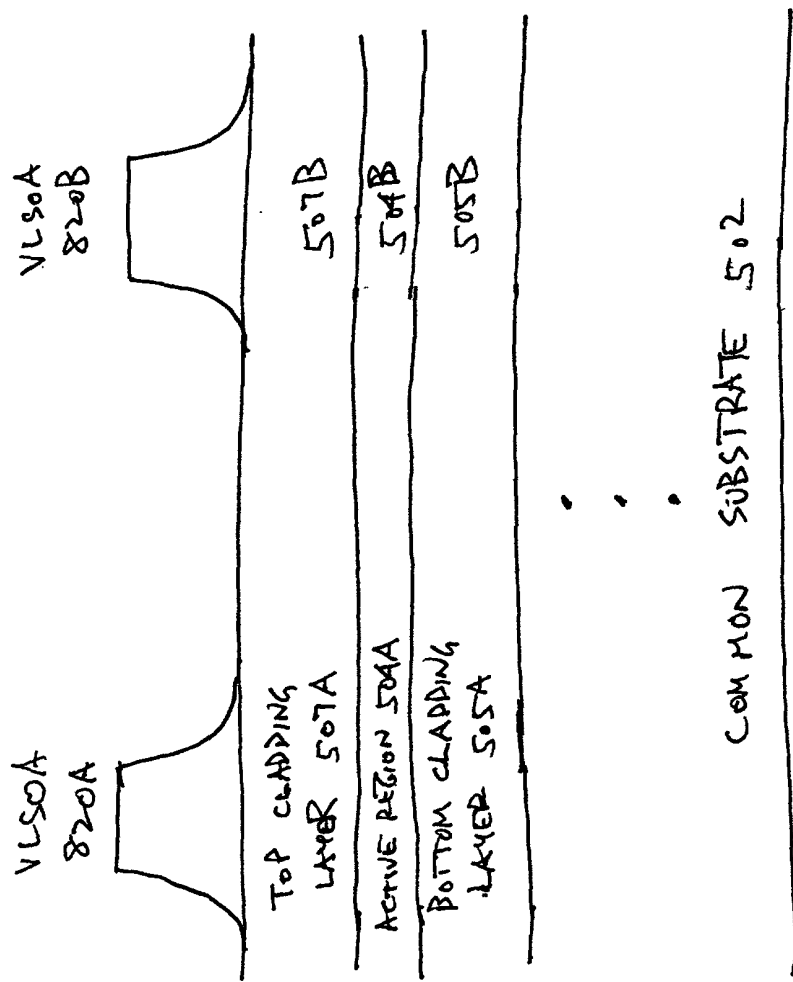 VLSOA
820A
VLSOA
820B
TOP CLADDING
LAYER 507A
507B
ACTIVE REGION 504A
504B
BOTTOM CLADDING
LAYER 505A
505B
COMMON SUBSTRATE 502